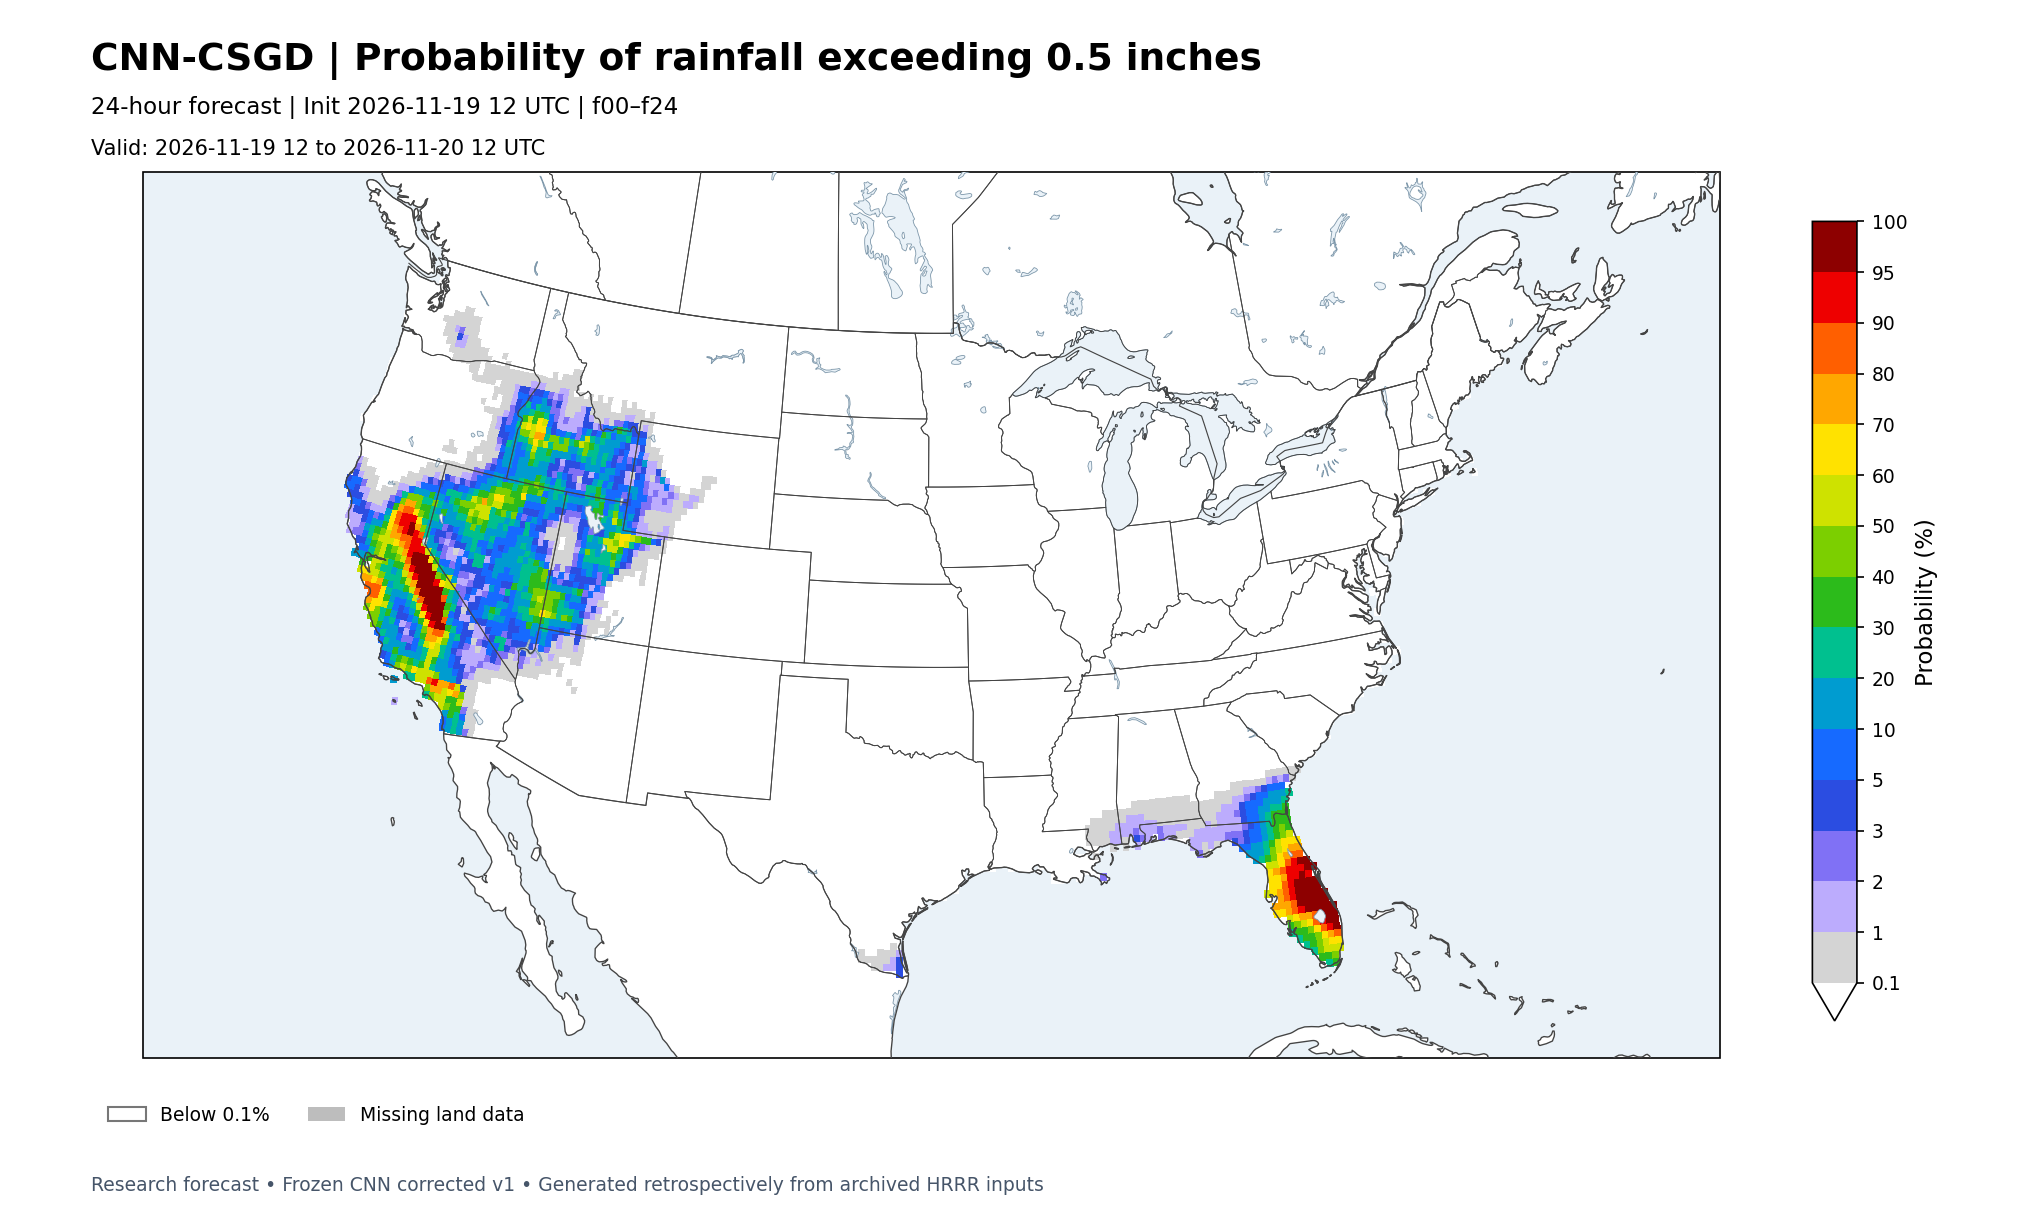 CNN-CSGD | Probability of rainfall exceeding 0.5 inches
24-hour forecast | Init 2026-11-19 12 UTC | f00–f24
Valid: 2026-11-19 12 to 2026-11-20 12 UTC
100
95
90
80
70
60
50
40
30
20
10
5
3
2
1
0.1
Probability (%)
Below 0.1%
Missing land data
Research forecast • Frozen CNN corrected v1 • Generated retrospectively from archived HRRR inputs